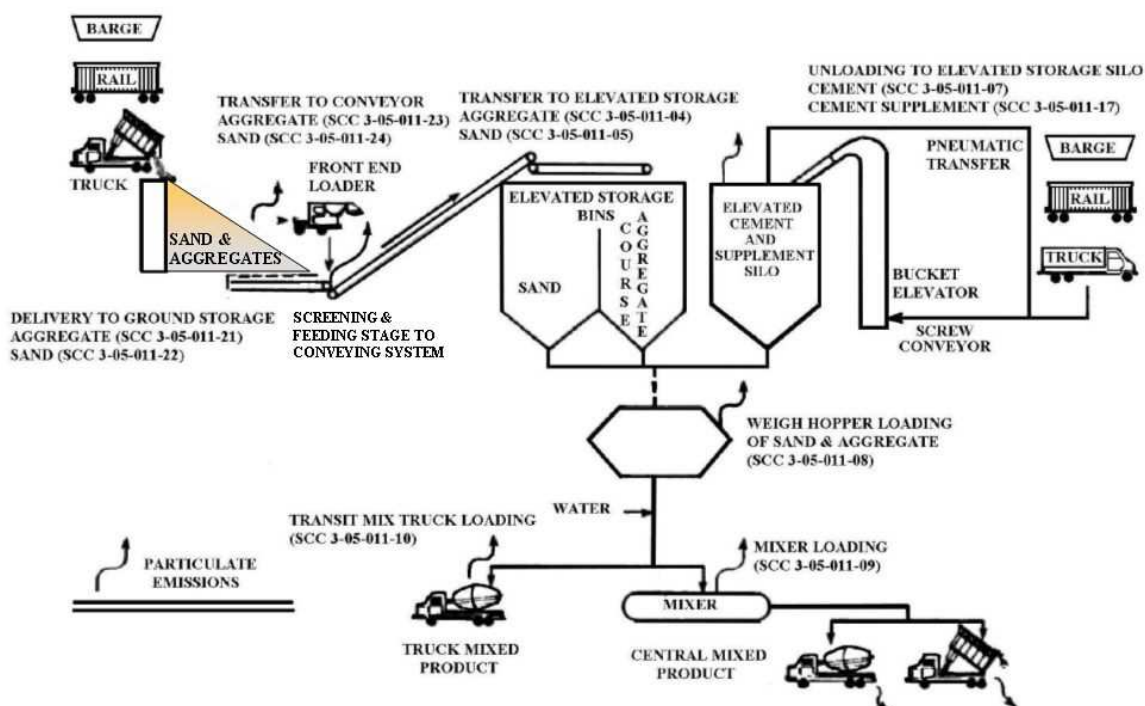 BARGE
RAIL
TRUCK
TRANSFER TO CONVEYOR
AGGREGATE (SCC 3-05-011-23)
SAND (SCC 3-05-011-24)
FRONT END
LOADER
SAND &
AGGREGATES
DELIVERY TO GROUND STORAGE
AGGREGATE (SCC 3-05-011-21)
SAND (SCC 3-05-011-22)
SCREENING &
FEEDING STAGE TO
CONVEYING SYSTEM
TRANSFER TO ELEVATED STORAGE
AGGREGATE (SCC 3-05-011-04)
SAND (SCC 3-05-011-05)
ELEVATED STORAGE
BINS
SAND
COURSE
AGGREGATE
UNLOADING TO ELEVATED STORAGE SILO
CEMENT (SCC 3-05-011-07)
CEMENT SUPPLEMENT (SCC 3-05-011-17)
PNEUMATIC
TRANSFER
ELEVATED
CEMENT
AND
SUPPLEMENT
SILO
BARGE
RAIL
TRUCK
BUCKET
ELEVATOR
SCREW
CONVEYOR
WEIGH HOPPER LOADING
OF SAND & AGGREGATE
(SCC 3-05-011-08)
WATER
TRANSIT MIX TRUCK LOADING
(SCC 3-05-011-10)
MIXER LOADING
(SCC 3-05-011-09)
PARTICULATE
EMISSIONS
MIXER
TRUCK MIXED
PRODUCT
CENTRAL MIXED
PRODUCT